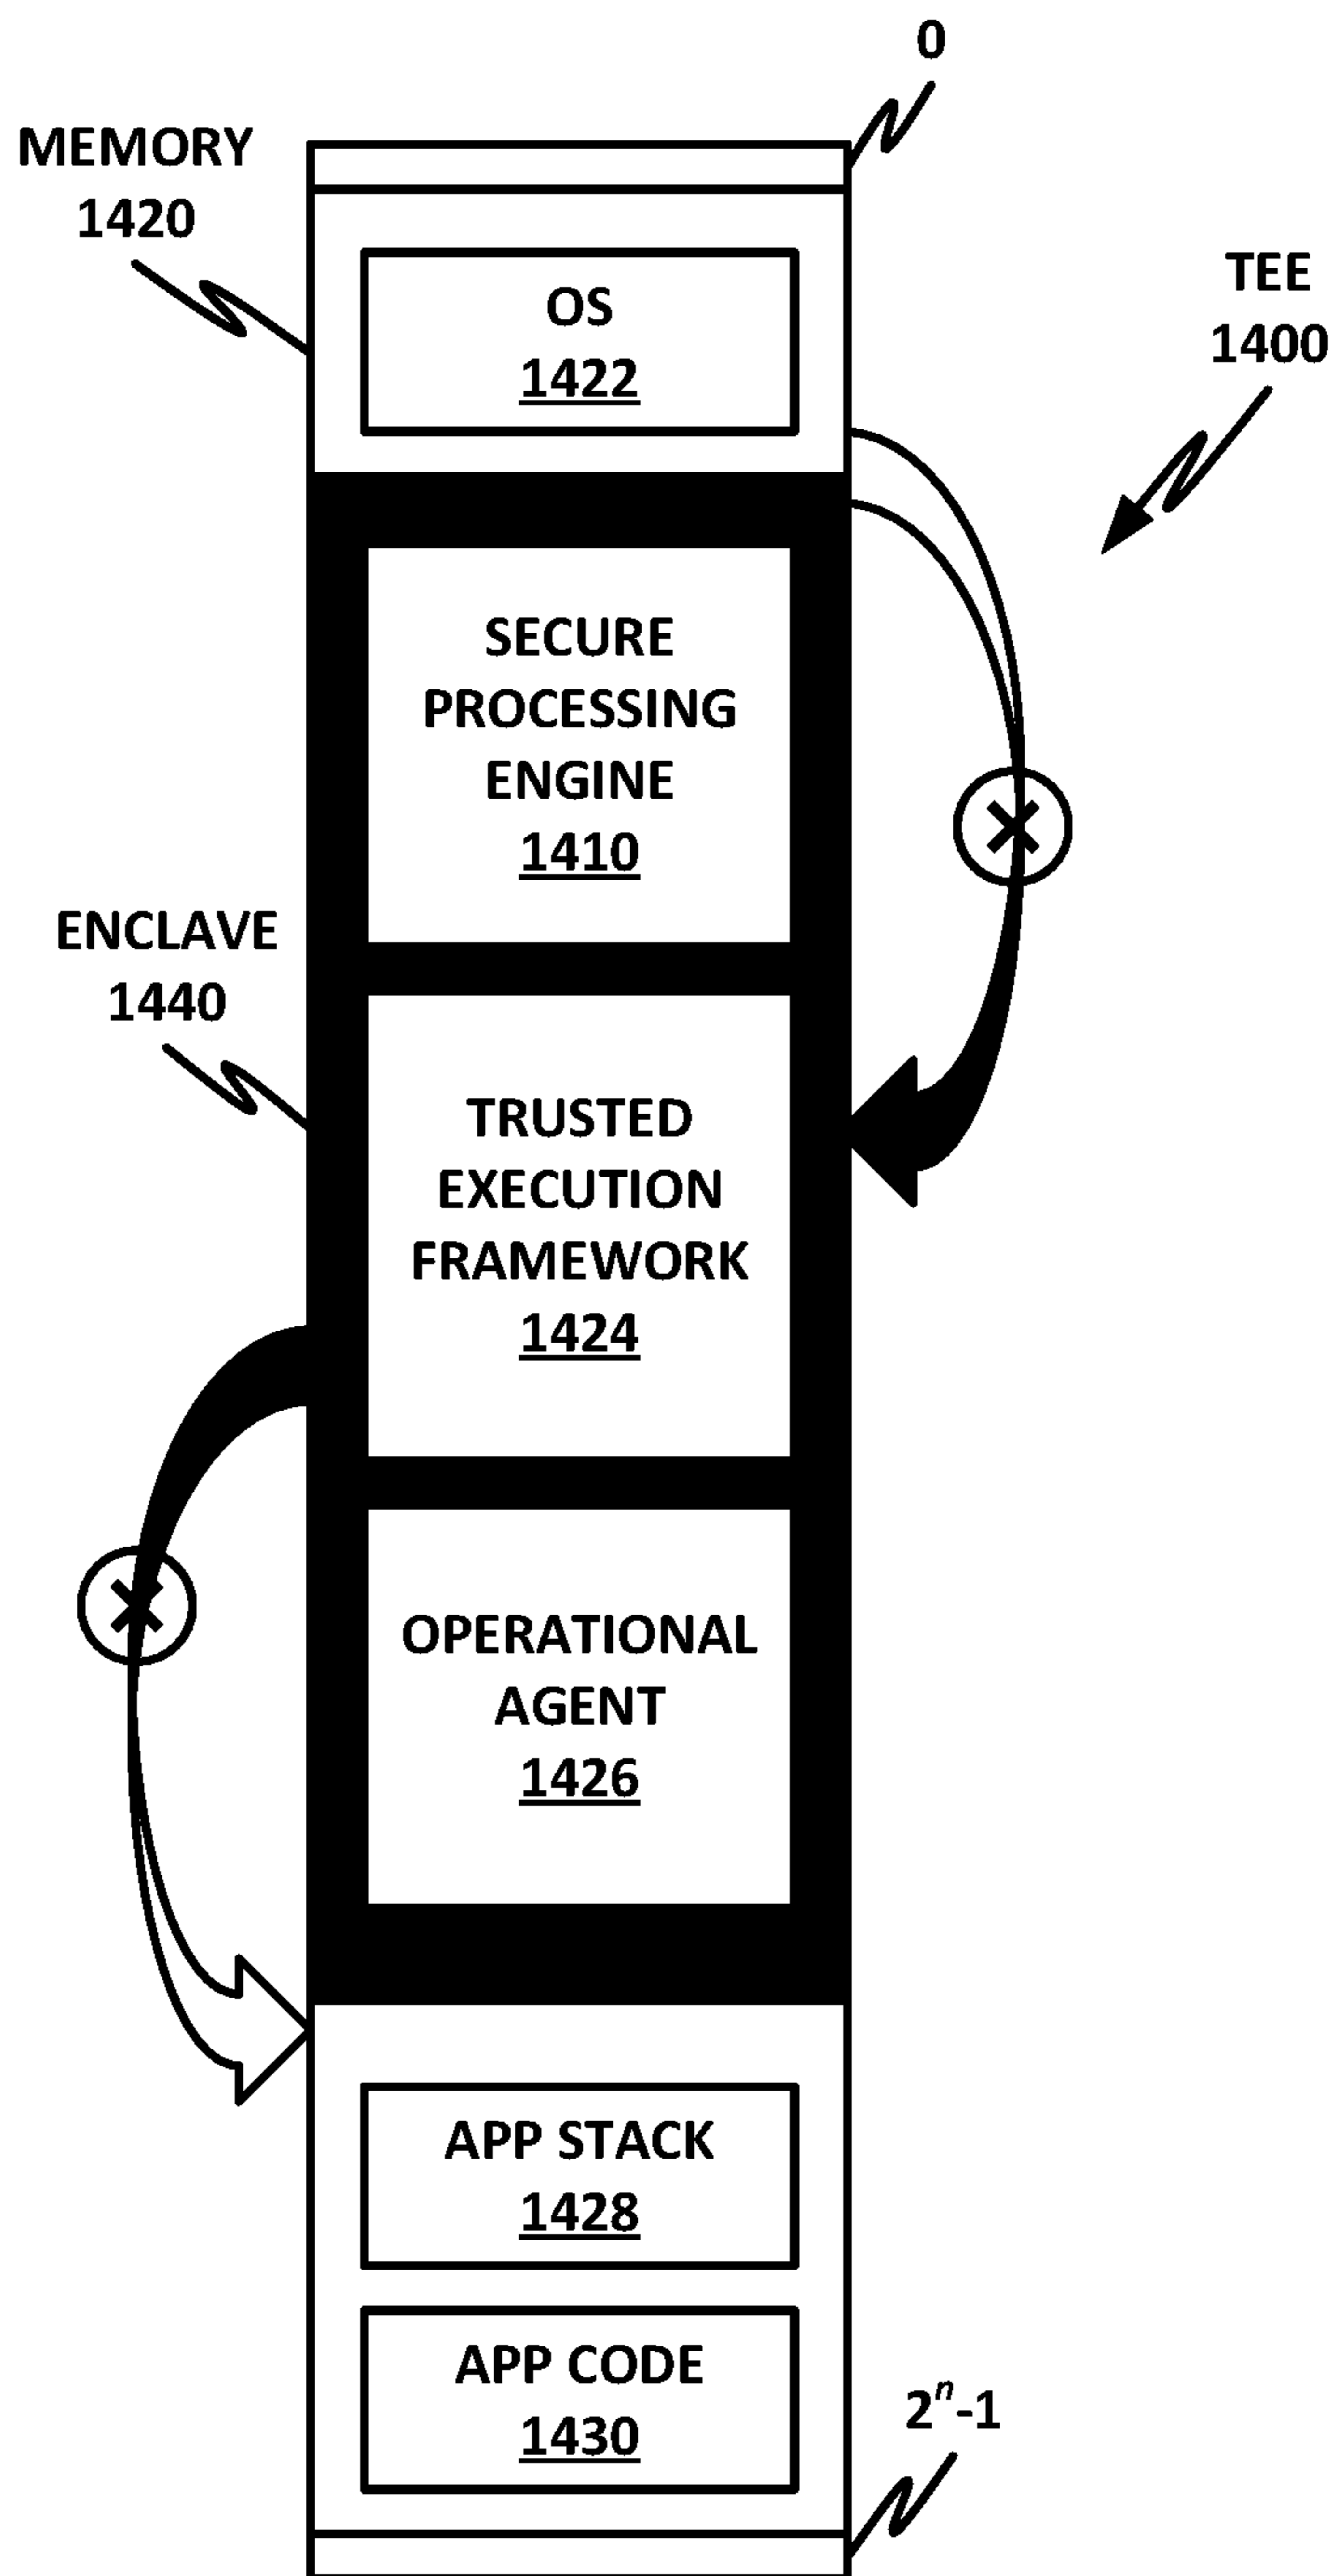 0
MEMORY
1420
TEE
1400
OS
1422
SECURE
PROCESSING
ENGINE
1410
ENCLAVE
1440
TRUSTED
EXECUTION
FRAMEWORK
1424
OPERATIONAL
AGENT
1426
APP STACK
1428
APP CODE
1430
2ⁿ-1